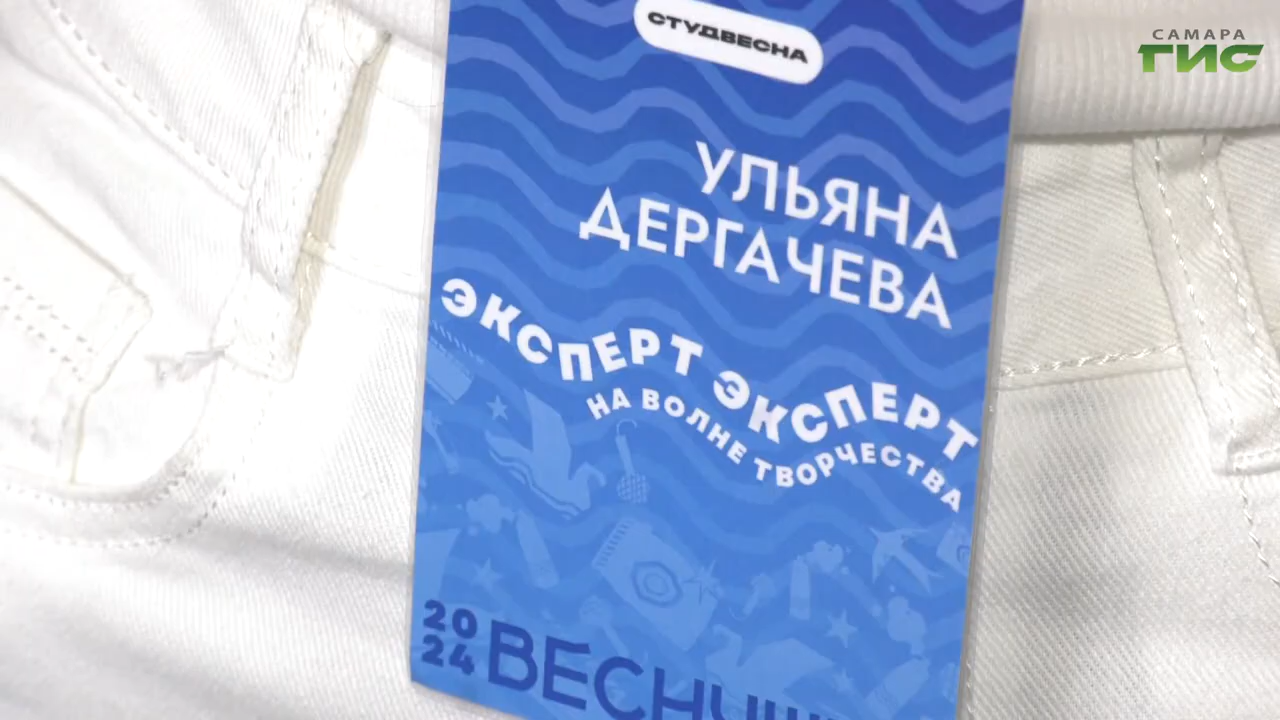 САМАРА
ГИС
СТУДВЕСНА
УЛЬЯНА
ДЕРГАЧЕВА
ЭКСПЕРТ ЭКСПЕРТ
НА ВОЛНЕ ТВОРЧЕСТВА
20
24